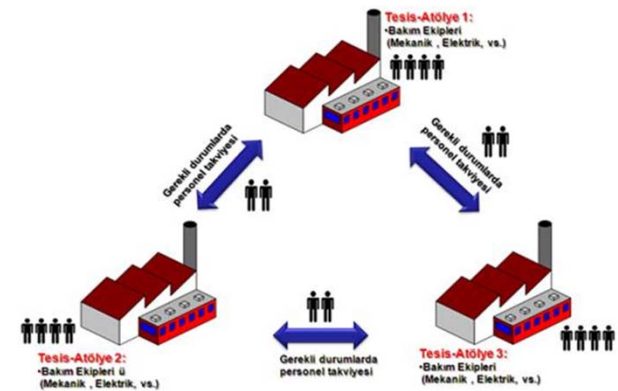 Tesis-Atölye 1:
•Bakım Ekipleri
(Mekanik , Elektrik, vs.)
Gerekli durumlarda
personel takviyesi
Gerekli durumlarda
personel takviyesi
Tesis-Atölye 2:
•Bakım Ekipleri ü
(Mekanik , Elektrik, vs.)
Gerekli durumlarda
personel takviyesi
Tesis-Atölye 3:
•Bakım Ekipleri
(Mekanik , Elektrik, vs.)